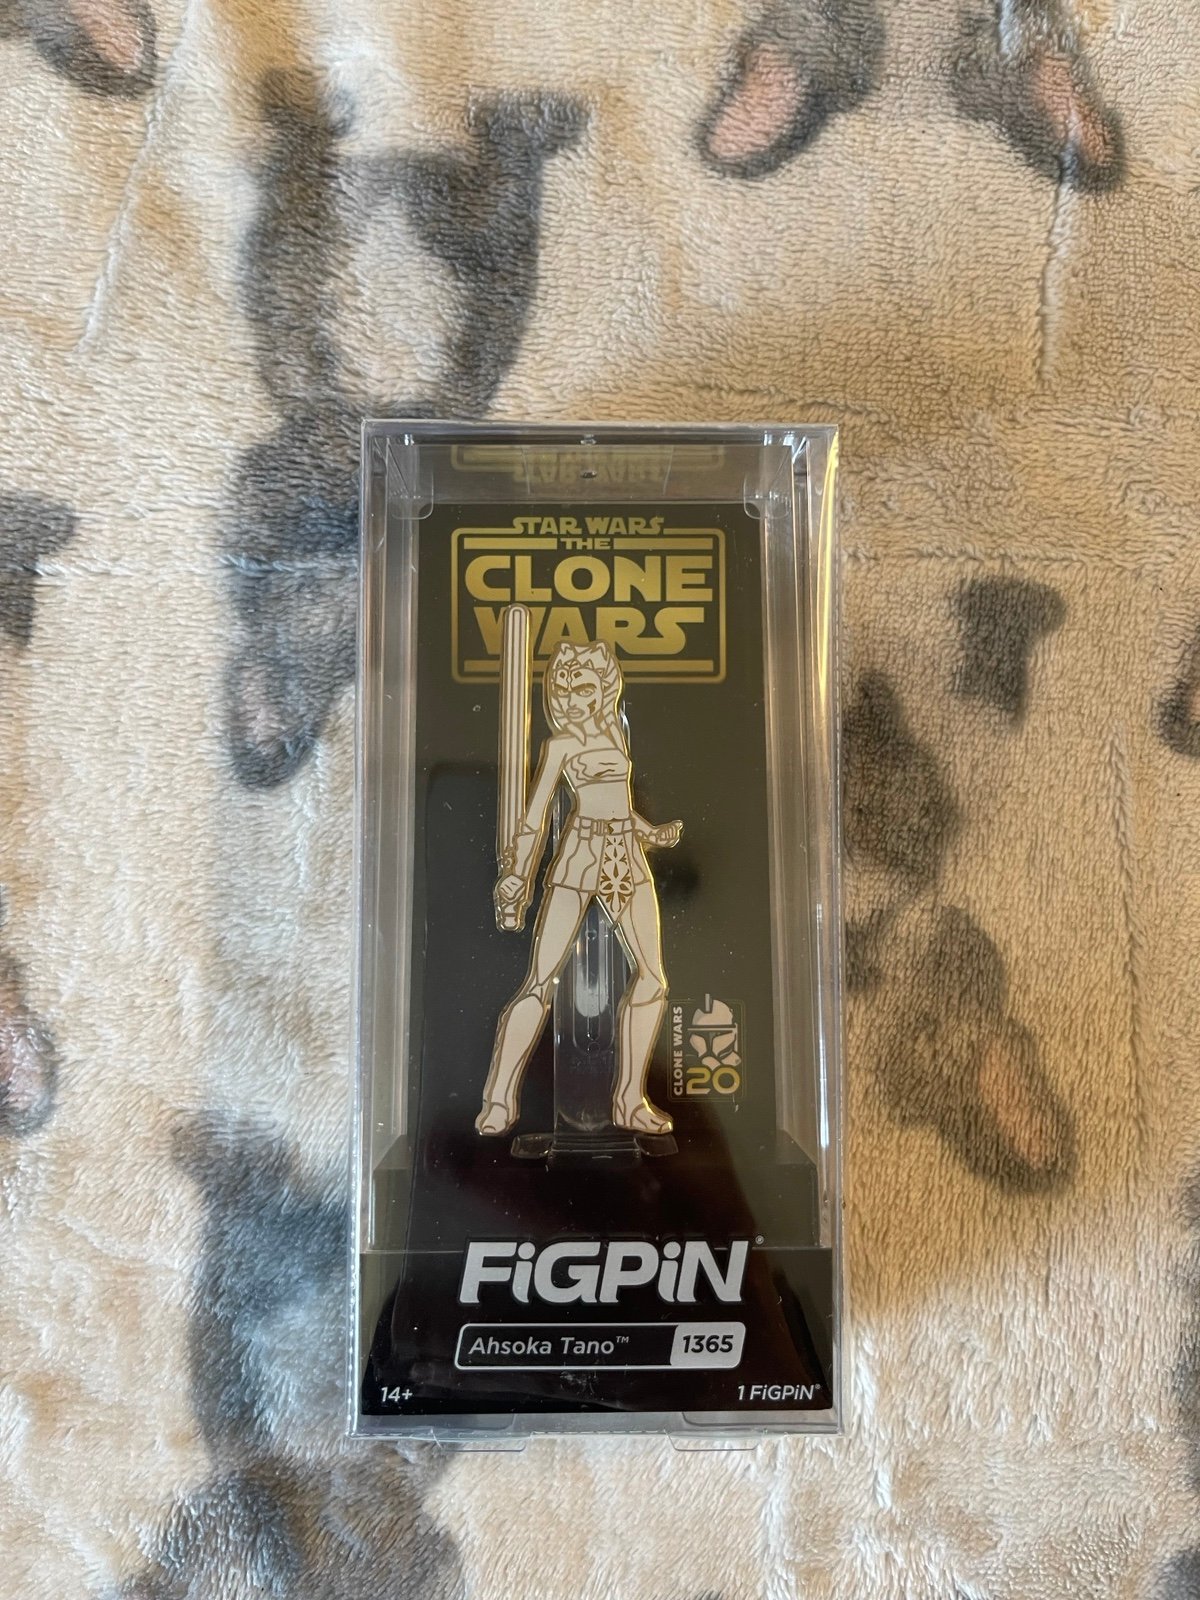 STAR WARS
THE
CLONE
WARS
CLONE WARS
20
FiGPiN®
Ahsoka Tano™ 1365
14+
1 FiGPiN®